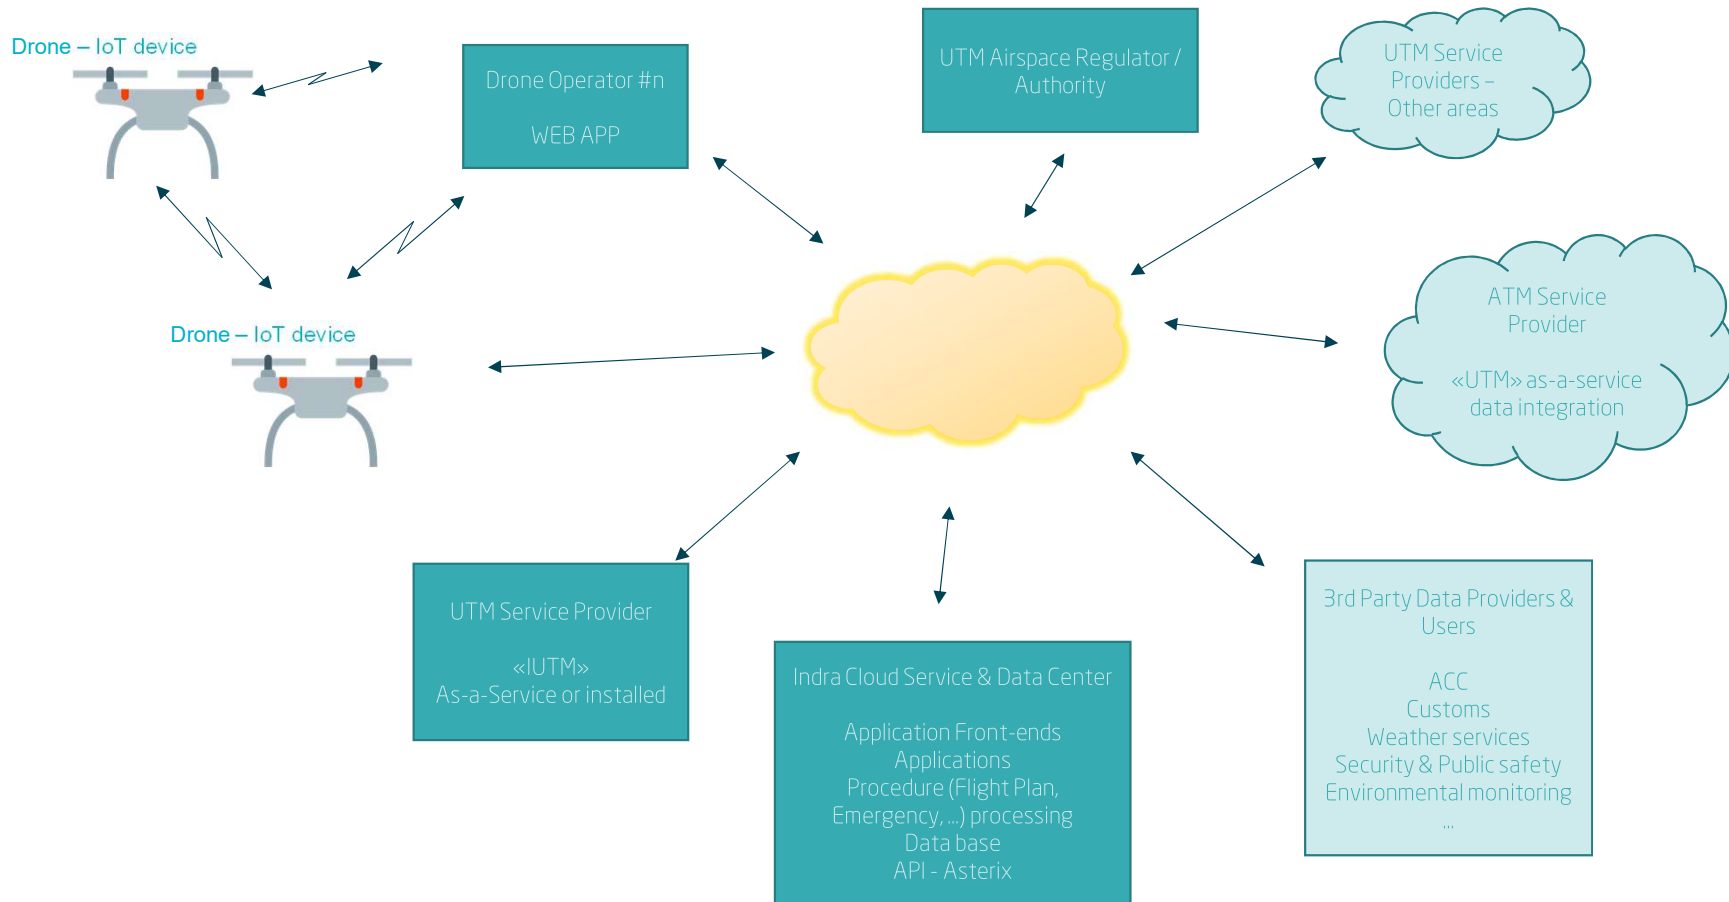 Drone – IoT device
Drone Operator #n
WEB APP
UTM Airspace Regulator /
Authority
UTM Service
Providers –
Other areas
ATM Service
Provider
«UTM» as-a-service
data integration
Drone – IoT device
UTM Service Provider
«IUTM»
As-a-Service or installed
Indra Cloud Service & Data Center
Application Front-ends
Applications
Procedure (Flight Plan,
Emergency, ...) processing
Data base
API - Asterix
3rd Party Data Providers &
Users
ACC
Customs
Weather services
Security & Public safety
Environmental monitoring
...